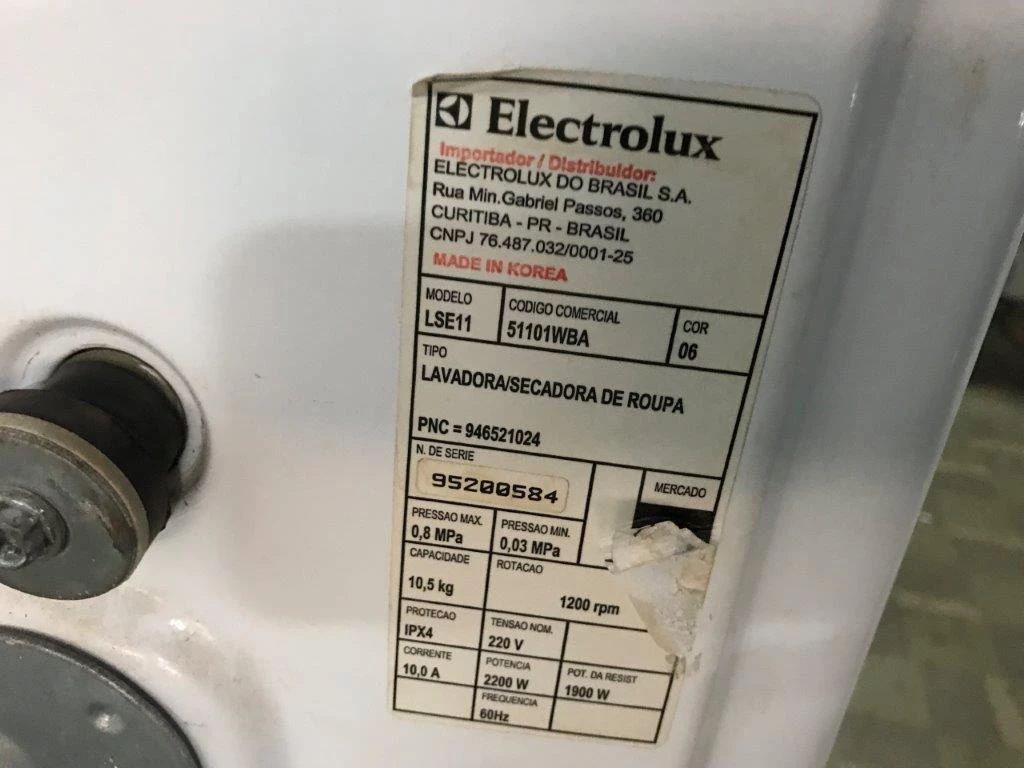 Electrolux
Importador / Distribuidor:
ELECTROLUX DO BRASIL S.A.
Rua Min.Gabriel Passos, 360
CURITIBA - PR - BRASIL
CNPJ 76.487.032/0001-25
MADE IN KOREA
MODELO
LSE11
CODIGO COMERCIAL
51101WBA
COR
06
TIPO
LAVADORA/SECADORA DE ROUPA
PNC = 946521024
N. DE SERIE
95200584
MERCADO
PRESSAO MAX.
0,8 MPa
PRESSAO MIN.
0,03 MPa
CAPACIDADE
10,5 kg
ROTACAO
1200 rpm
PROTECAO
IPX4
TENSAO NOM.
220 V
CORRENTE
10,0 A
POTENCIA
2200 W
POT. DA RESIST
1900 W
FREQUENCIA
60Hz